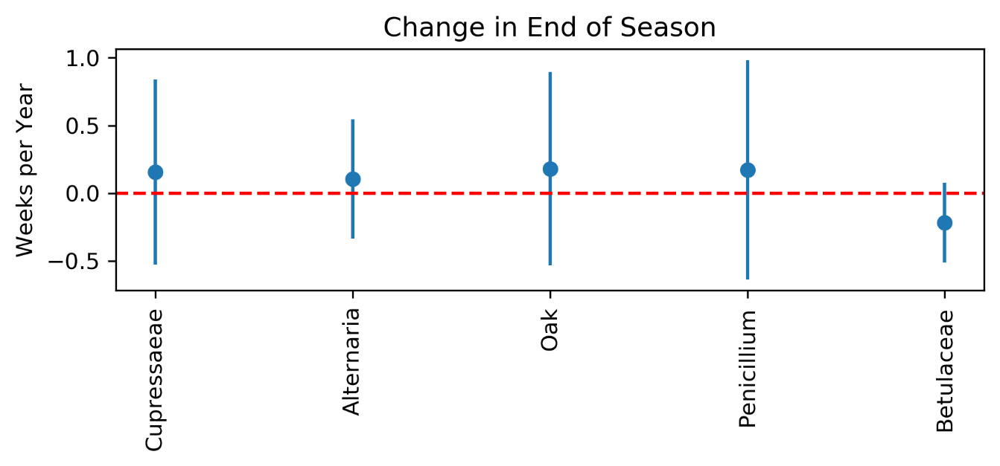 Change in End of Season
Weeks per Year
1.0
0.5
0.0
−0.5
Cupressaeae
Alternaria
Oak
Penicillium
Betulaceae